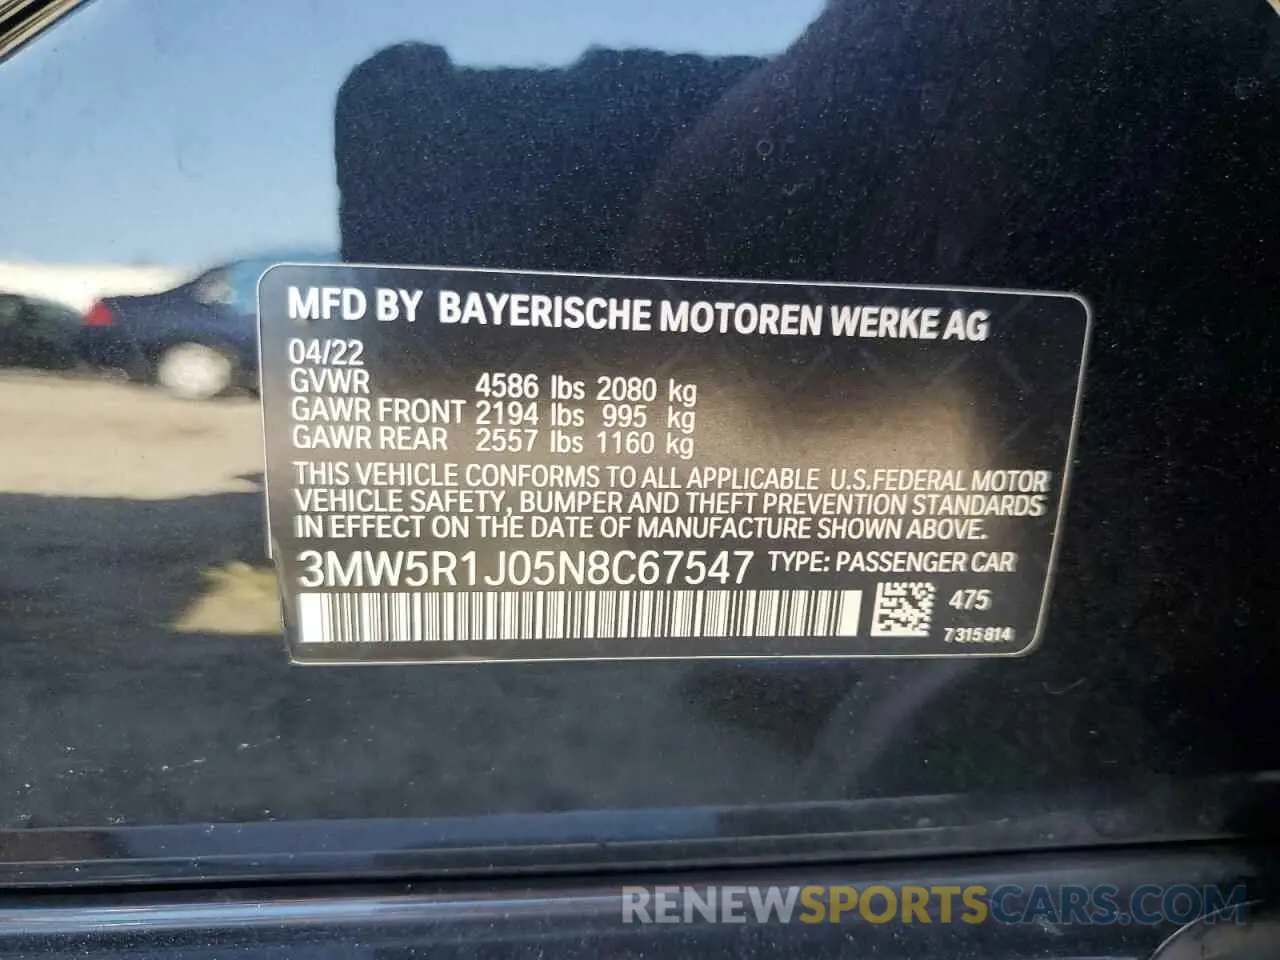 MFD BY BAYERISCHE MOTOREN WERKE AG
04/22
GVWR 4586 lbs 2080 kg
GAWR FRONT 2194 lbs 995 kg
GAWR REAR 2557 lbs 1160 kg
THIS VEHICLE CONFORMS TO ALL APPLICABLE U.S.FEDERAL MOTOR
VEHICLE SAFETY, BUMPER AND THEFT PREVENTION STANDARDS
IN EFFECT ON THE DATE OF MANUFACTURE SHOWN ABOVE.
3MW5R1J05N8C67547 TYPE: PASSENGER CAR
475
7315814
RENEWSPORTSCARS.COM